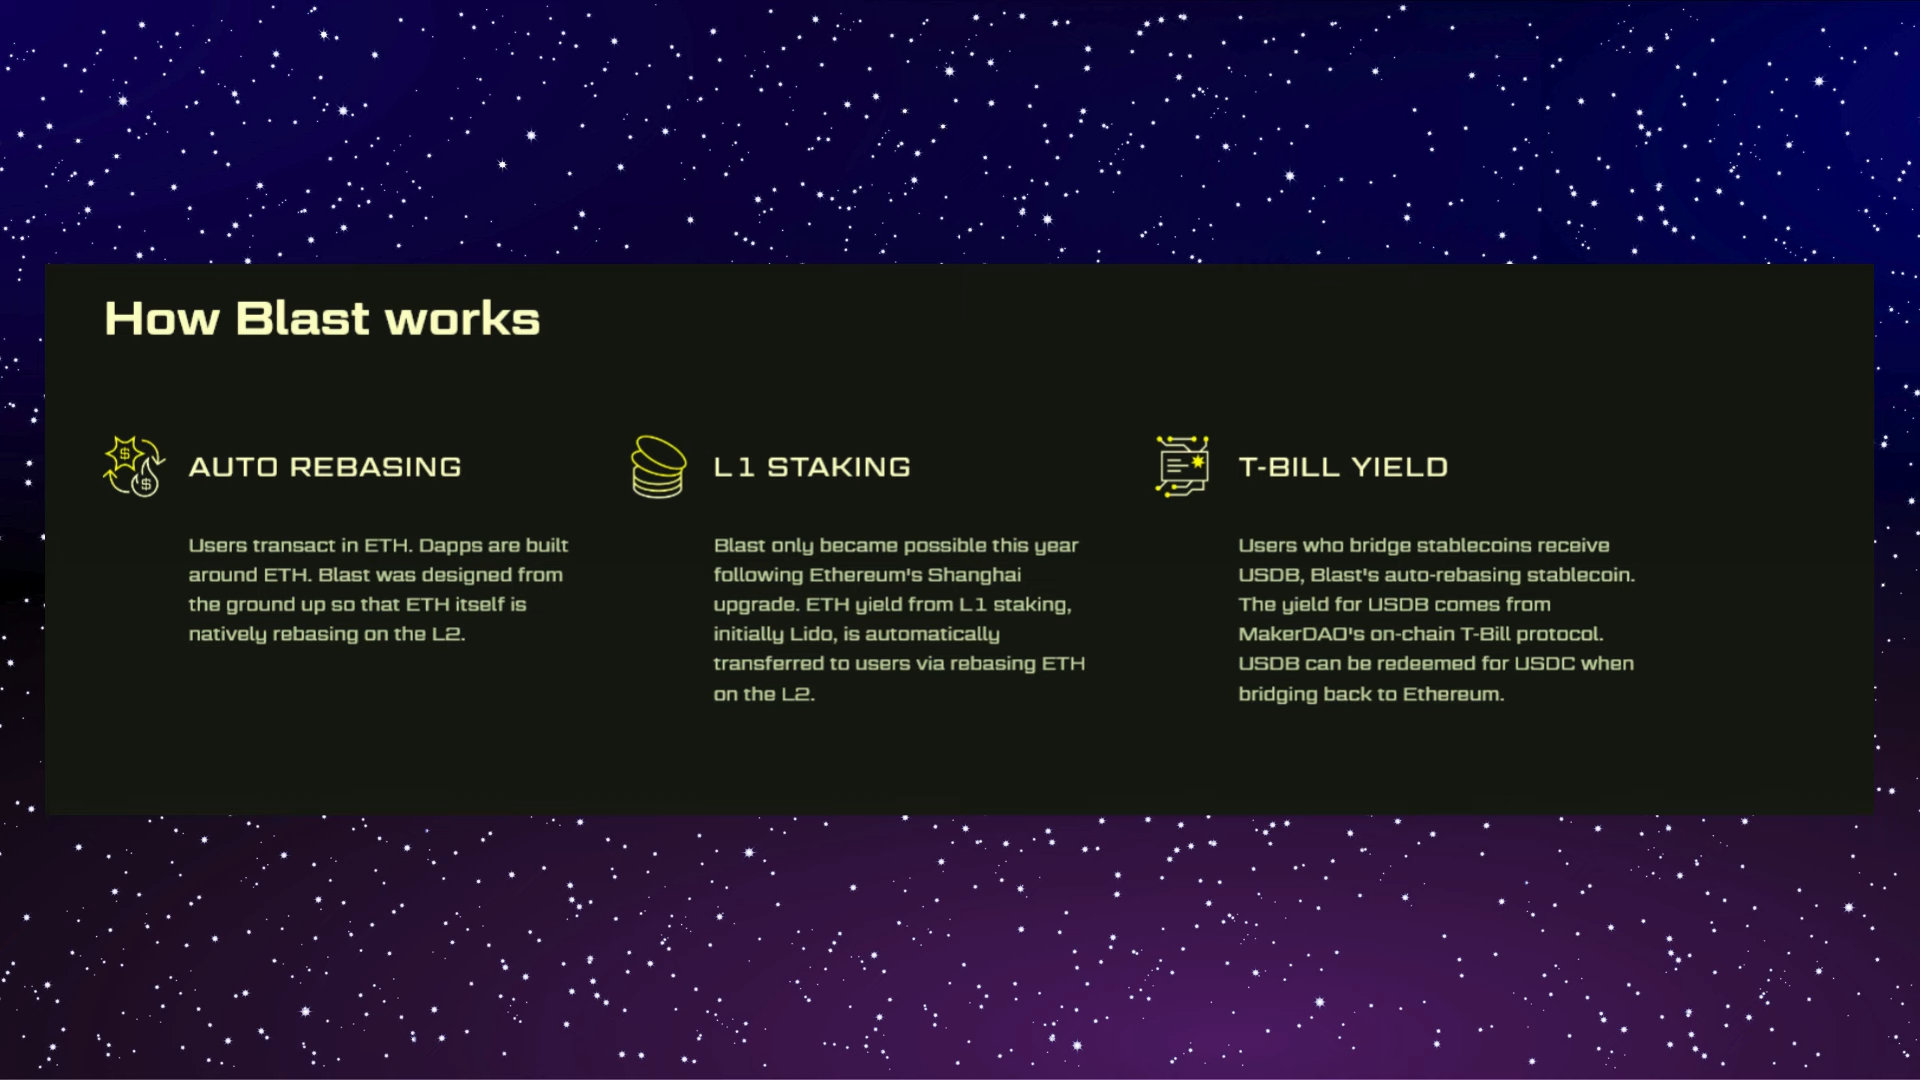 How Blast works
AUTO REBASING
Users transact in ETH. Dapps are built
around ETH. Blast was designed from
the ground up so that ETH itself is
natively rebasing on the L2.
L1 STAKING
Blast only became possible this year
following Ethereum's Shanghai
upgrade. ETH yield from L1 staking,
initially Lido, is automatically
transferred to users via rebasing ETH
on the L2.
T-BILL YIELD
Users who bridge stablecoins receive
USDB, Blast's auto-rebasing stablecoin.
The yield for USDB comes from
MakerDAO's on-chain T-Bill protocol.
USDB can be redeemed for USDC when
bridging back to Ethereum.